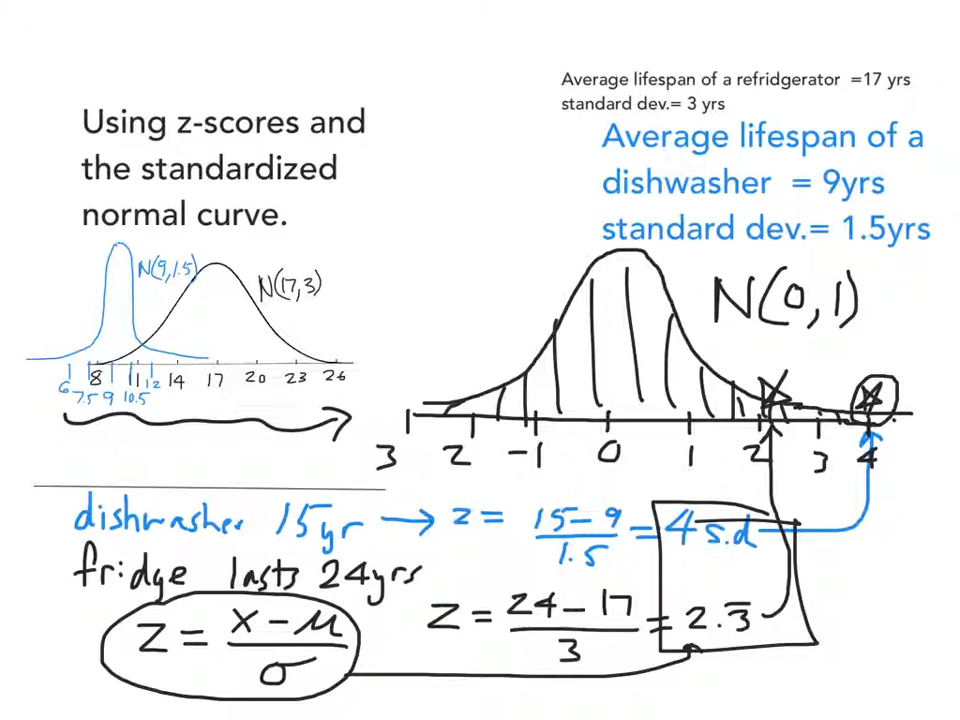 Average lifespan of a refridgerator =17 yrs
standard dev.= 3 yrs
Using z-scores and
the standardized
normal curve.
Average lifespan of a
dishwasher = 9yrs
standard dev.= 1.5yrs
N(9,1.5)
N(17,3)
N(0,1)
8 11 14 17 20 23 26
6 7.5 9 10.5 12
3 2 -1 0 1 2 3 4
dishwasher 15yr → z = 15-9 / 1.5 = 4 s.d
fridge lasts 24yrs
z = 24-17 / 3 = 2.3̅
z = x-μ / σ